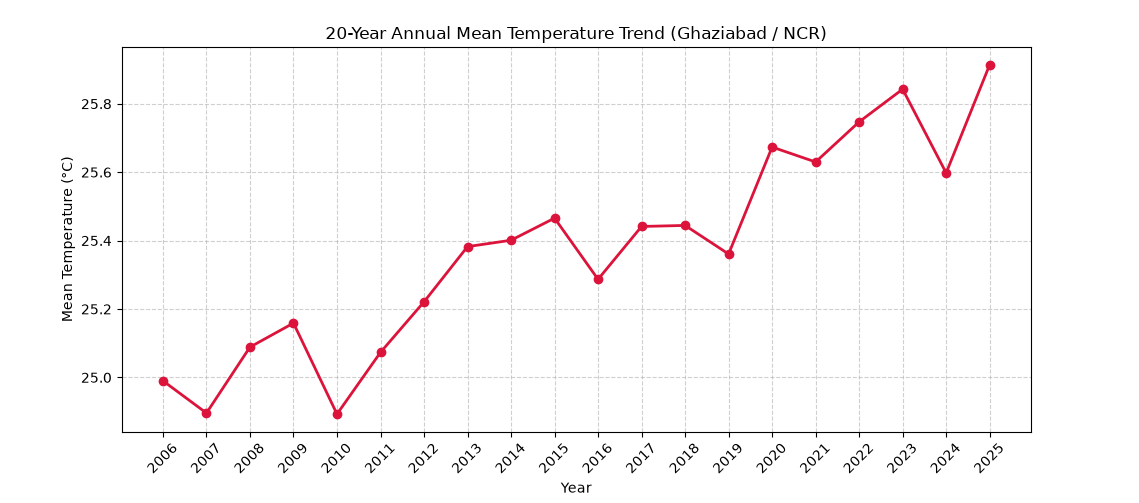 20-Year Annual Mean Temperature Trend (Ghaziabad / NCR)
Mean Temperature (°C)
25.8
25.6
25.4
25.2
25.0
2006 2007 2008 2009 2010 2011 2012 2013 2014 2015 2016 2017 2018 2019 2020 2021 2022 2023 2024 2025
Year